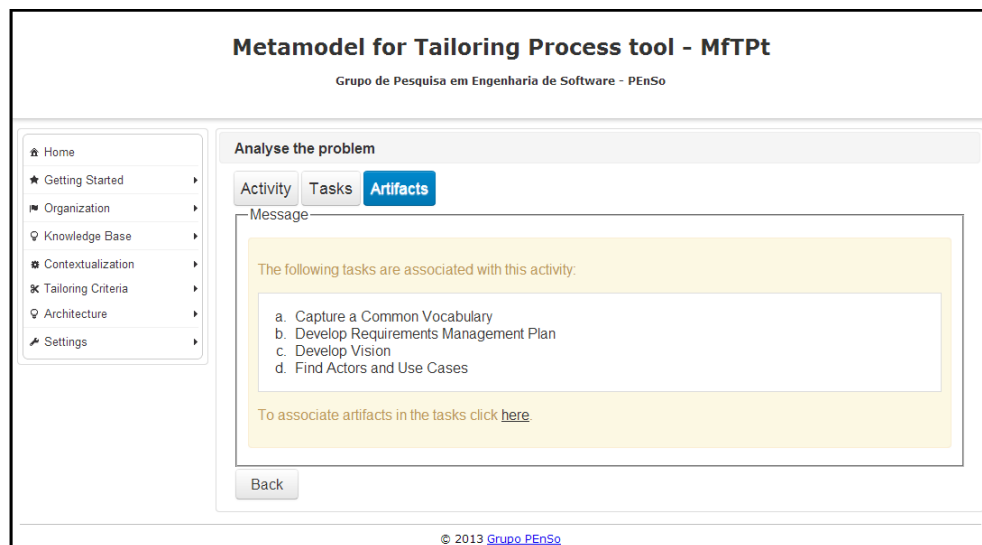 Metamodel for Tailoring Process tool - MfTPt
Grupo de Pesquisa em Engenharia de Software - PEnSo
Home
Getting Started
Organization
Knowledge Base
Contextualization
Tailoring Criteria
Architecture
Settings
Analyse the problem
Activity Tasks Artifacts
Message
The following tasks are associated with this activity:
a. Capture a Common Vocabulary
b. Develop Requirements Management Plan
c. Develop Vision
d. Find Actors and Use Cases
To associate artifacts in the tasks click here.
Back
© 2013 Grupo PEnSo